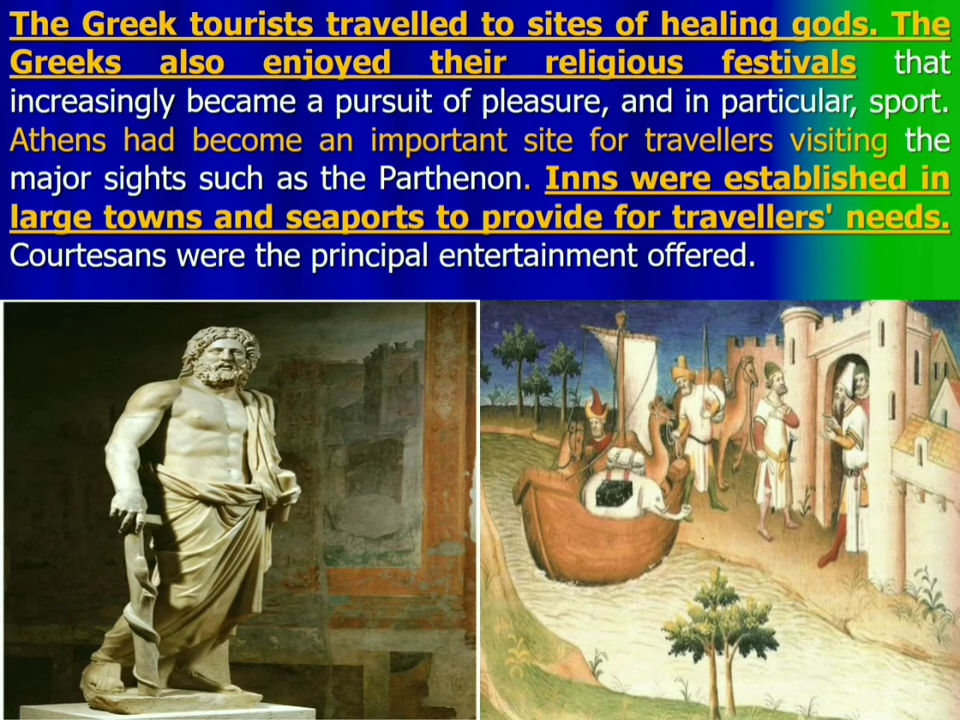 The Greek tourists travelled to sites of healing gods. The
Greeks also enjoyed their religious festivals that
increasingly became a pursuit of pleasure, and in particular, sport.
Athens had become an important site for travellers visiting the
major sights such as the Parthenon. Inns were established in
large towns and seaports to provide for travellers' needs.
Courtesans were the principal entertainment offered.